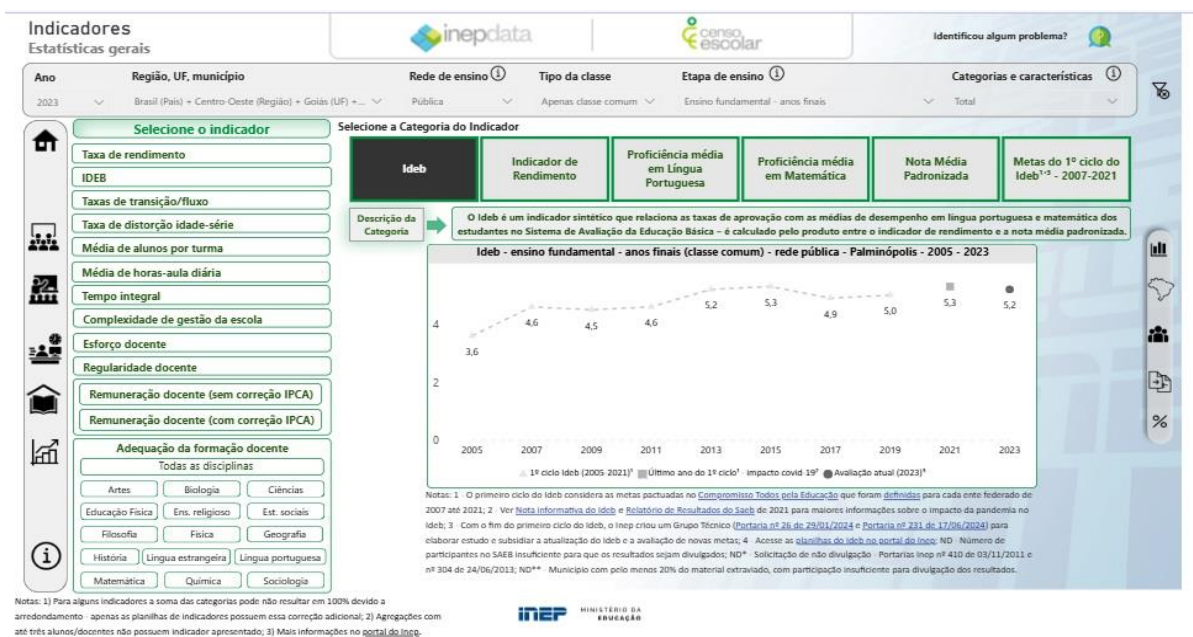 Indicadores
Estatísticas gerais
inepdata
censo
escolar
Identificou algum problema?
Ano
Região, UF, município
Rede de ensino
Tipo da classe
Etapa de ensino
Categorias e características
2023
Brasil (País) + Centro-Oeste (Região) + Goiás (UF) +...
Pública
Apenas classe comum
Ensino fundamental - anos finais
Total
Selecione o indicador
Taxa de rendimento
IDEB
Taxas de transição/fluxo
Taxa de distorção idade-série
Média de alunos por turma
Média de horas-aula diária
Tempo integral
Complexidade de gestão da escola
Esforço docente
Regularidade docente
Remuneração docente (sem correção IPCA)
Remuneração docente (com correção IPCA)
Adequação da formação docente
Todas as disciplinas
Artes
Biologia
Ciências
Educação Física
Ens. religioso
Est. sociais
Filosofia
Física
Geografia
História
Língua estrangeira
Língua portuguesa
Matemática
Química
Sociologia
Selecione a Categoria do Indicador
Ideb
Indicador de
Rendimento
Proficiência média
em Língua
Portuguesa
Proficiência média
em Matemática
Nota Média
Padronizada
Metas do 1º ciclo do
Ideb¹˒³ - 2007-2021
Descrição da
Categoria
O Ideb é um indicador sintético que relaciona as taxas de aprovação com as médias de desempenho em língua portuguesa e matemática dos
estudantes no Sistema de Avaliação da Educação Básica – é calculado pelo produto entre o indicador de rendimento e a nota média padronizada.
Ideb - ensino fundamental - anos finais (classe comum) - rede pública - Palminópolis - 2005 - 2023
4
2
0
3,6
4,6
4,5
4,6
5,2
5,3
4,9
5,0
5,3
5,2
2005
2007
2009
2011
2013
2015
2017
2019
2021
2023
1º ciclo Ideb (2005-2021)¹
Último ano do 1º ciclo¹ - impacto covid-19²
Avaliação atual (2023)³
Notas: 1 - O primeiro ciclo do Ideb considera as metas pactuadas no Compromisso Todos pela Educação que foram definidas para cada ente federado de
2007 até 2021; 2 - Ver Nota informativa do Ideb e Relatório de Resultados do Saeb de 2021 para maiores informações sobre o impacto da pandemia no
Ideb; 3 - Com o fim do primeiro ciclo do Ideb, o Inep criou um Grupo Técnico (Portaria nº 26 de 29/01/2024 e Portaria nº 231 de 17/06/2024) para
elaborar estudo e subsidiar a atualização do Ideb e a avaliação de novas metas; 4 - Acesse as planilhas do Ideb no portal do Inep; ND - Número de
participantes no SAEB insuficiente para que os resultados sejam divulgados; ND* - Solicitação de não divulgação - Portarias Inep nº 410 de 03/11/2011 e
nº 304 de 24/06/2013; ND** - Município com pelo menos 20% do material extraviado, com participação insuficiente para divulgação dos resultados.
Notas: 1) Para alguns indicadores a soma das categorias pode não resultar em 100% devido a
arredondamento - apenas as planilhas de indicadores possuem essa correção adicional; 2) Agregações com
até três alunos/docentes não possuem indicador apresentado; 3) Mais informações no portal do Inep.
inep
MINISTÉRIO DA
EDUCAÇÃO